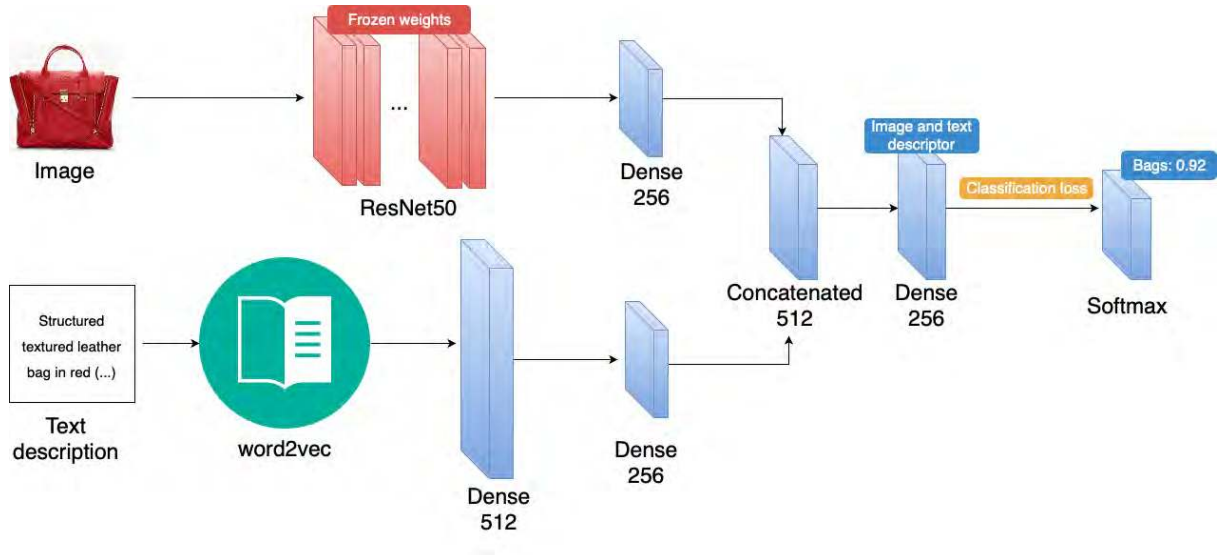 Frozen weights
...
Image
ResNet50
Dense
256
Image and text
descriptor
Bags: 0.92
Classification loss
Concatenated
512
Dense
256
Softmax
Structured
textured leather
bag in red (...)
Text
description
word2vec
Dense
512
Dense
256